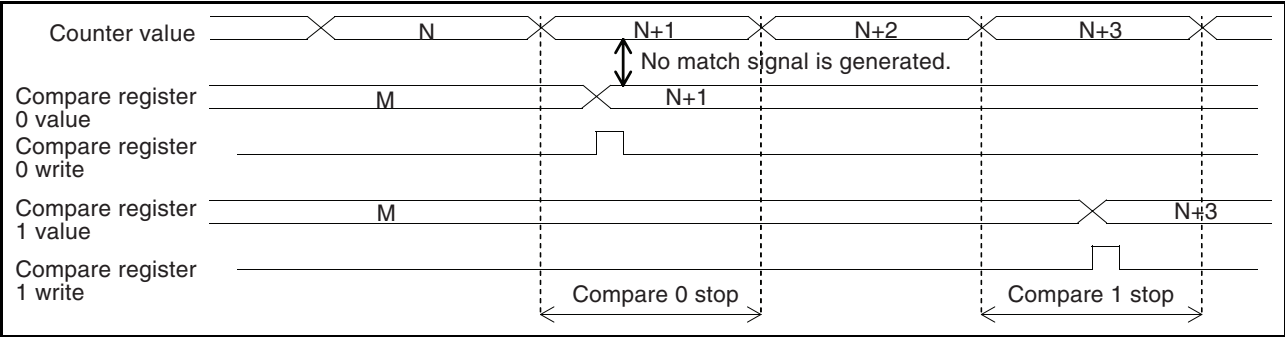 Counter value N N+1 N+2 N+3
No match signal is generated.
Compare register
0 value
M N+1
Compare register
0 write
Compare register
1 value
M N+3
Compare register
1 write
Compare 0 stop Compare 1 stop